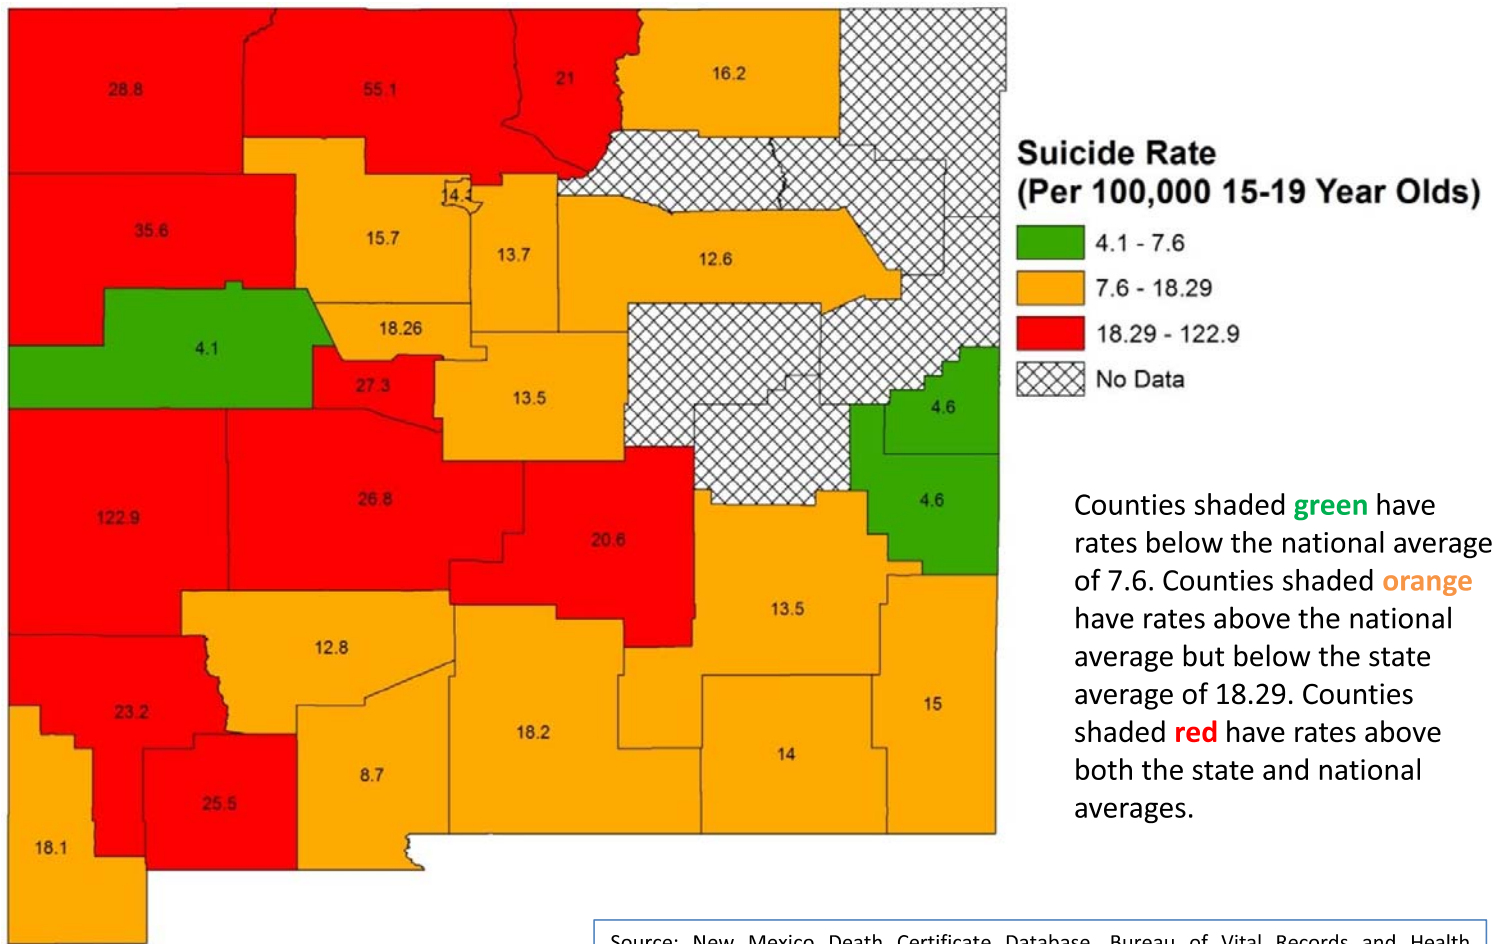 28.8
55.1
21
16.2
35.6
15.7
13.7
12.6
4.1
18.26
27.3
13.5
4.6
4.6
122.9
26.8
20.6
13.5
12.8
23.2
18.2
15
14
8.7
25.5
18.1
Suicide Rate
(Per 100,000 15-19 Year Olds)
4.1 - 7.6
7.6 - 18.29
18.29 - 122.9
No Data
Counties shaded green have
rates below the national average
of 7.6. Counties shaded orange
have rates above the national
average but below the state
average of 18.29. Counties
shaded red have rates above
both the state and national
averages.
Source: New Mexico Death Certificate Database, Bureau of Vital Records and Health